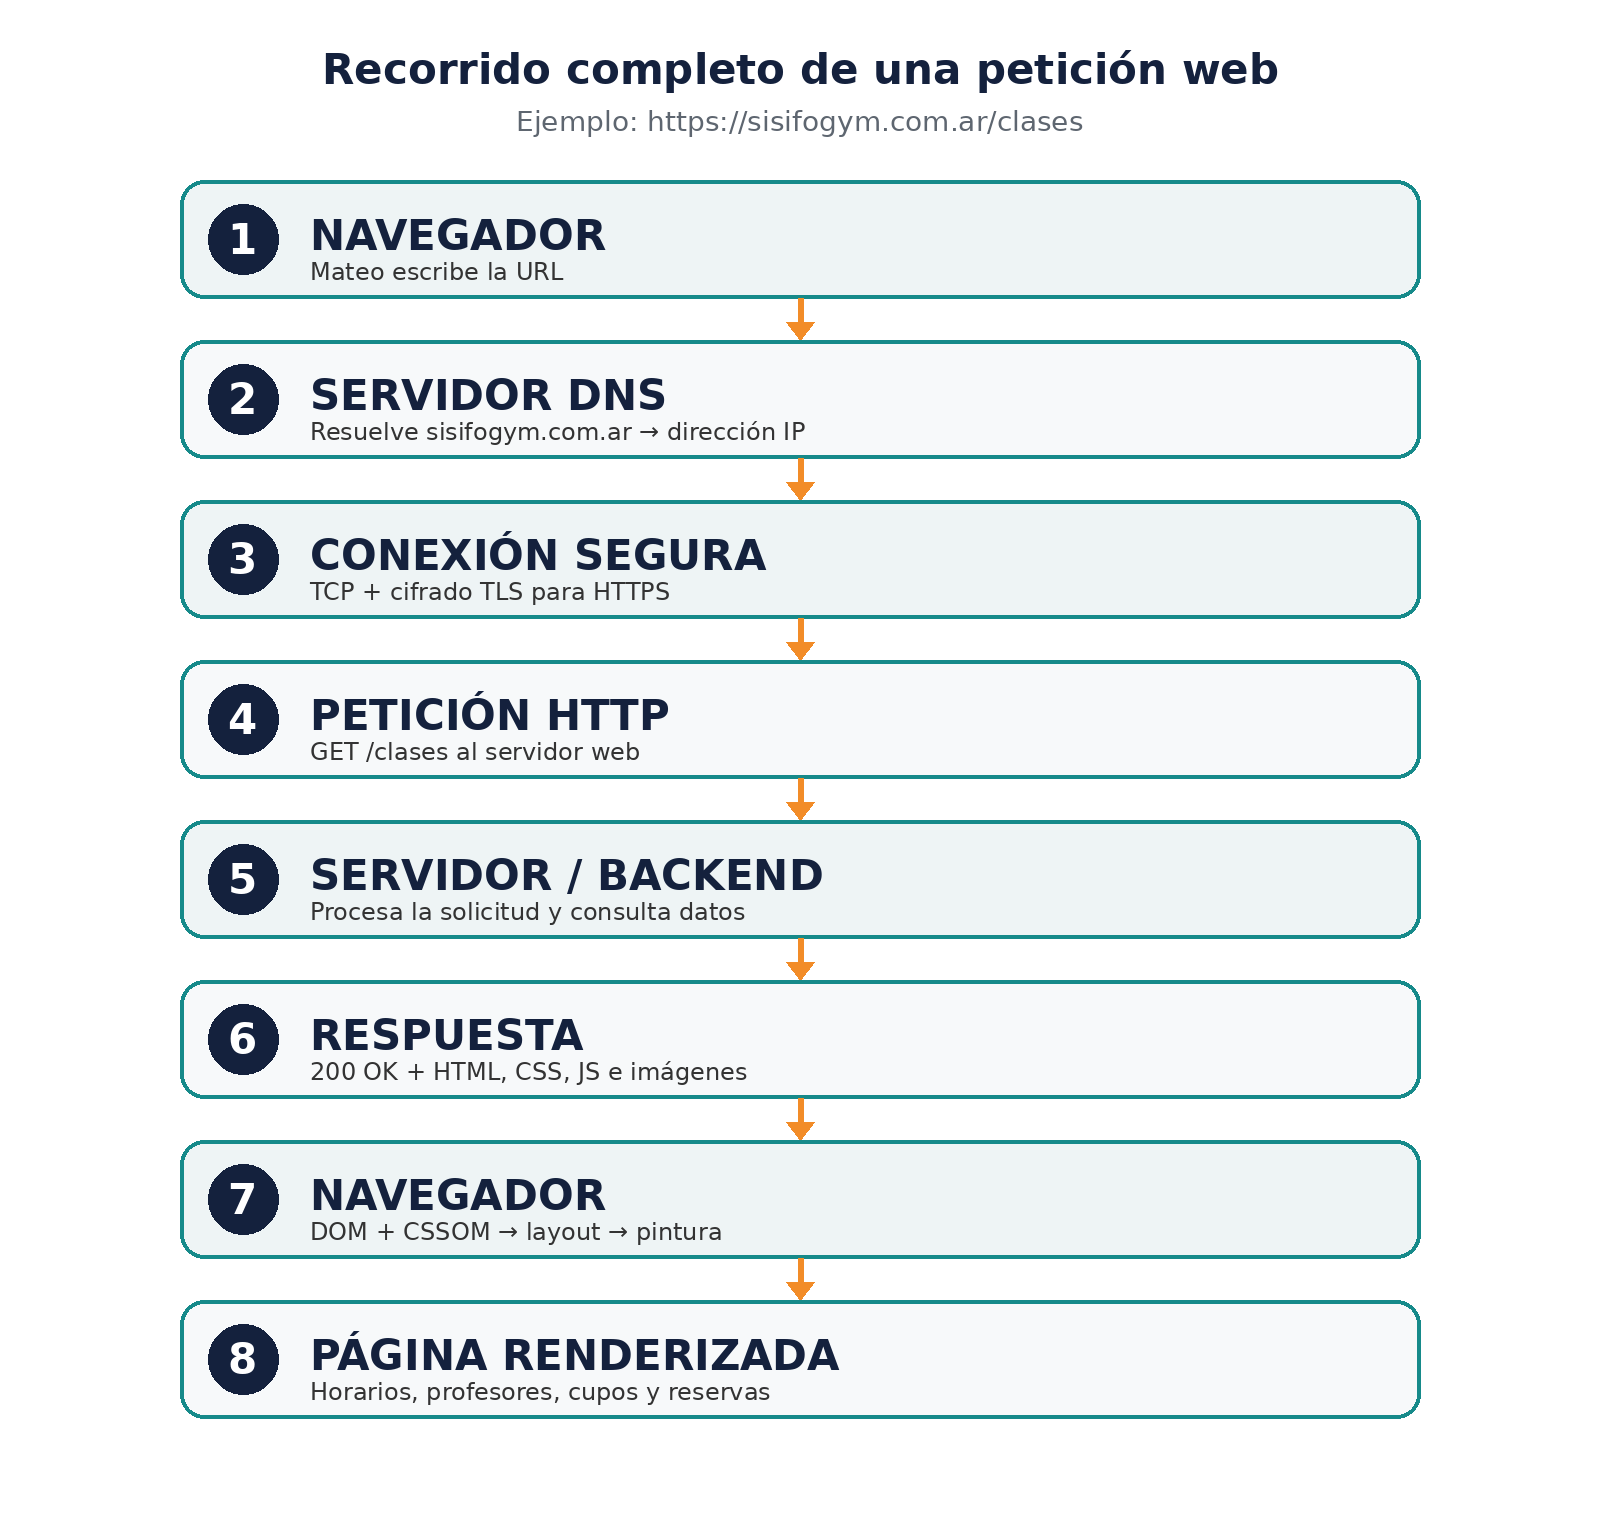 Recorrido completo de una petición web
Ejemplo: https://sisifogym.com.ar/clases
1
NAVEGADOR
Mateo escribe la URL
2
SERVIDOR DNS
Resuelve sisifogym.com.ar → dirección IP
3
CONEXIÓN SEGURA
TCP + cifrado TLS para HTTPS
4
PETICIÓN HTTP
GET /clases al servidor web
5
SERVIDOR / BACKEND
Procesa la solicitud y consulta datos
6
RESPUESTA
200 OK + HTML, CSS, JS e imágenes
7
NAVEGADOR
DOM + CSSOM → layout → pintura
8
PÁGINA RENDERIZADA
Horarios, profesores, cupos y reservas